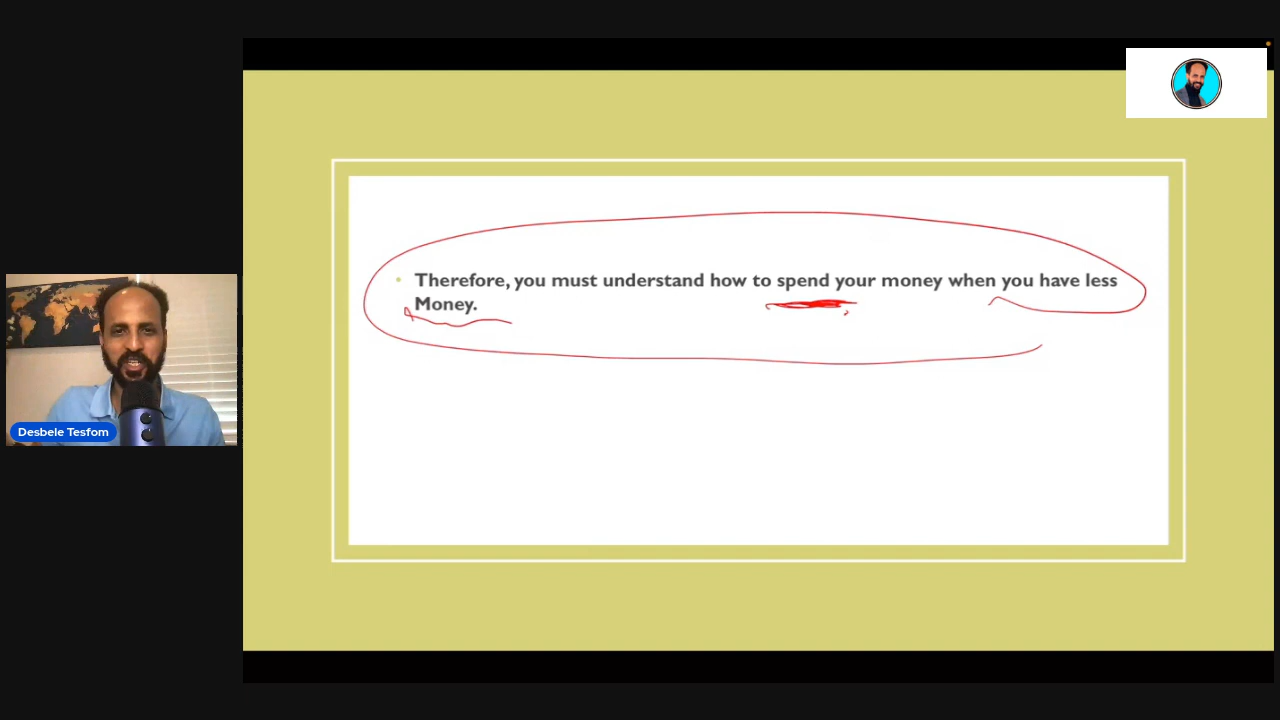 Therefore, you must understand how to spend your money when you have less
Money.
Desbele Tesfom